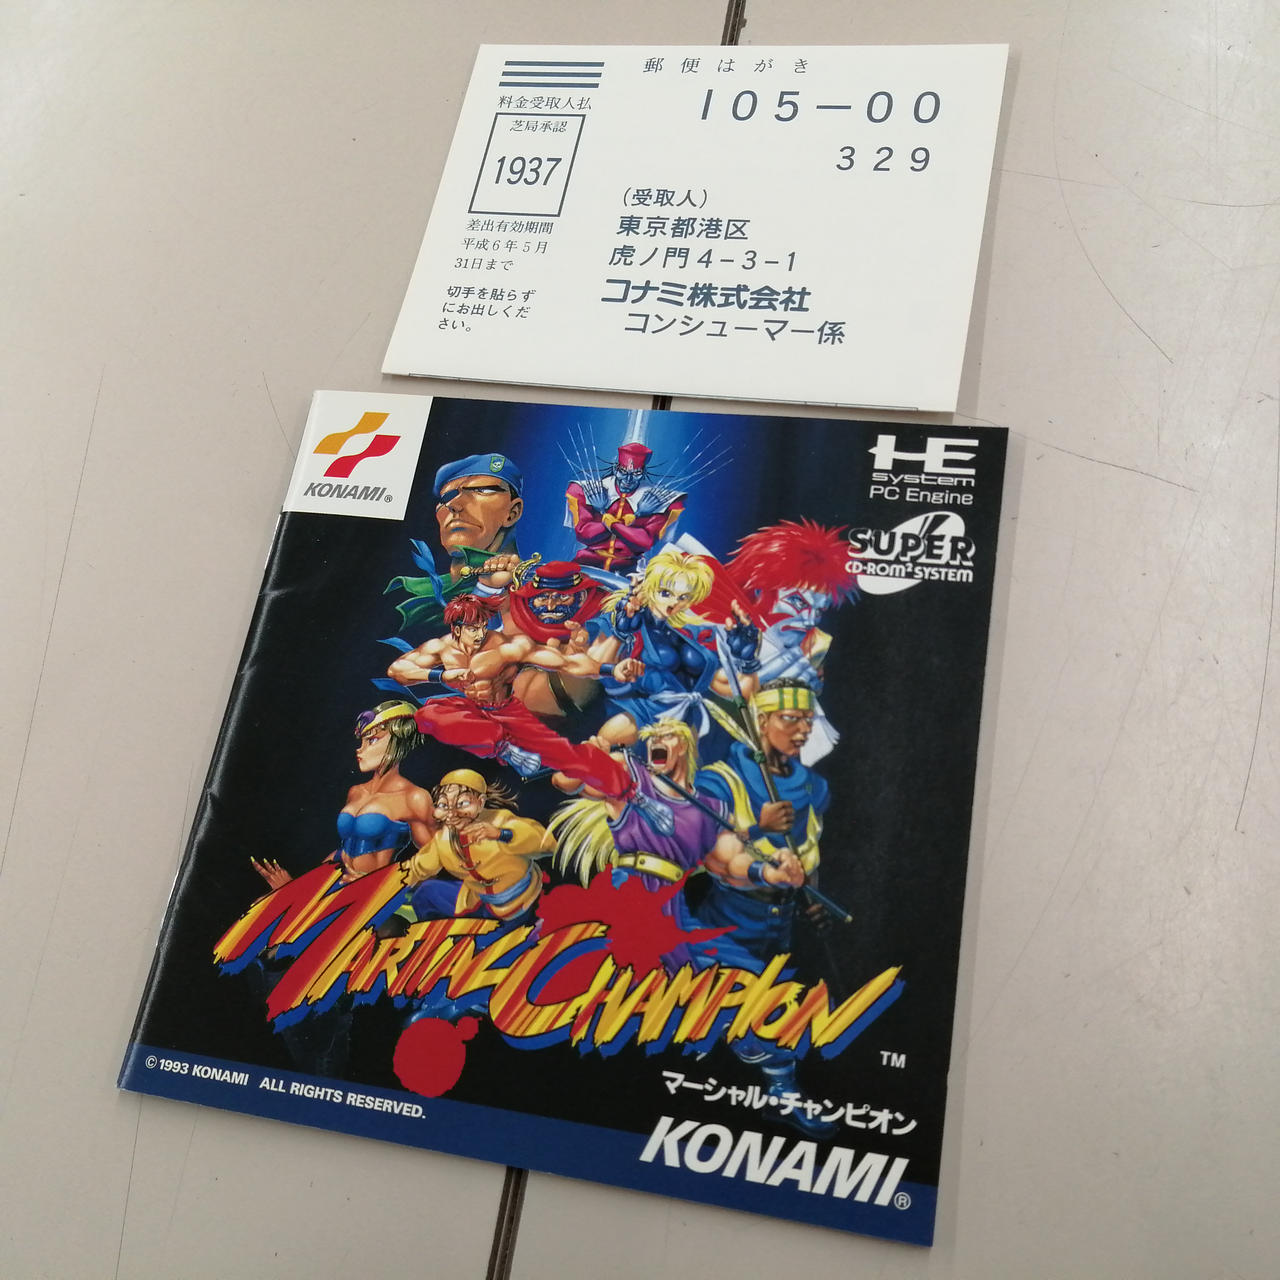 郵便はがき
105-00
329
料金受取人払
芝局承認
1937
差出有効期間
平成6年5月
31日まで
切手を貼らず
にお出しくだ
さい。
(受取人)
東京都港区
虎ノ門4-3-1
コナミ株式会社
コンシューマー係
KONAMI®
HE
system
PC Engine
SUPER
CD-ROM² SYSTEM
MARTIAL CHAMPION
TM
マーシャル・チャンピオン
© 1993 KONAMI ALL RIGHTS RESERVED.
KONAMI®